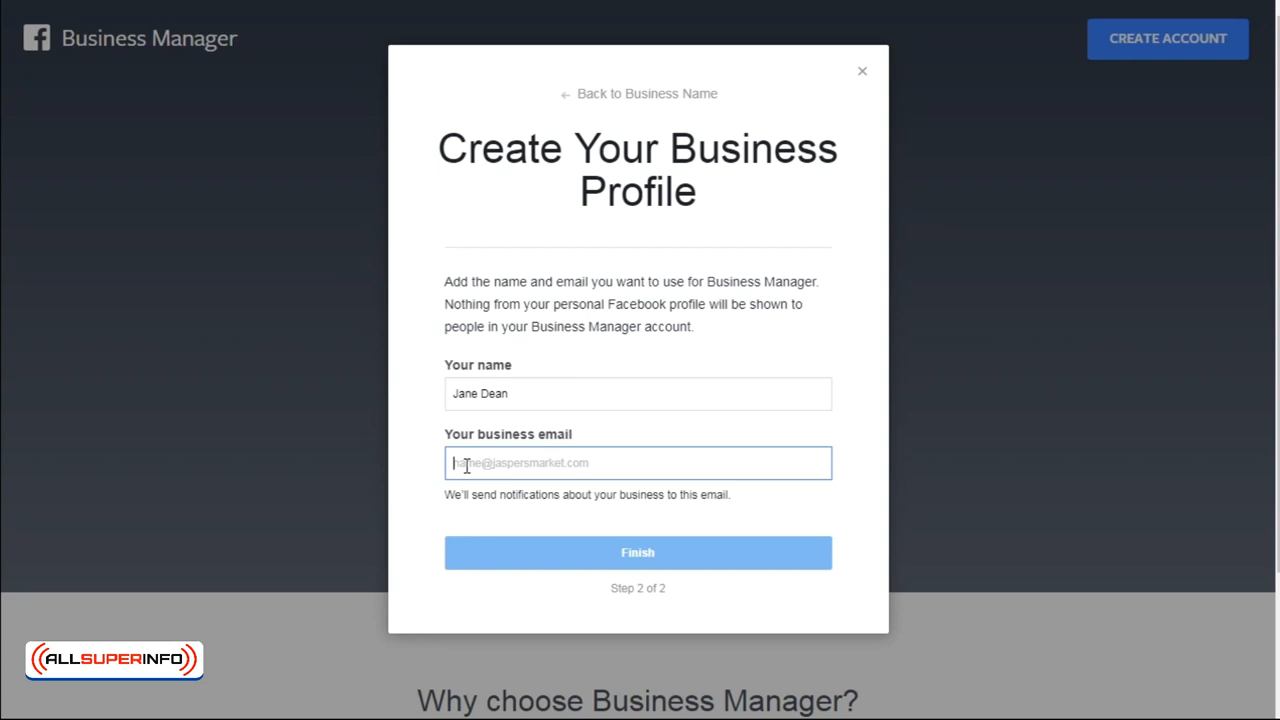 Business Manager
CREATE ACCOUNT
×
← Back to Business Name
Create Your Business
Profile
Add the name and email you want to use for Business Manager.
Nothing from your personal Facebook profile will be shown to
people in your Business Manager account.
Your name
Jane Dean
Your business email
name@jaspersmarket.com
We'll send notifications about your business to this email.
Finish
Step 2 of 2
ALLSUPERINFO
Why choose Business Manager?